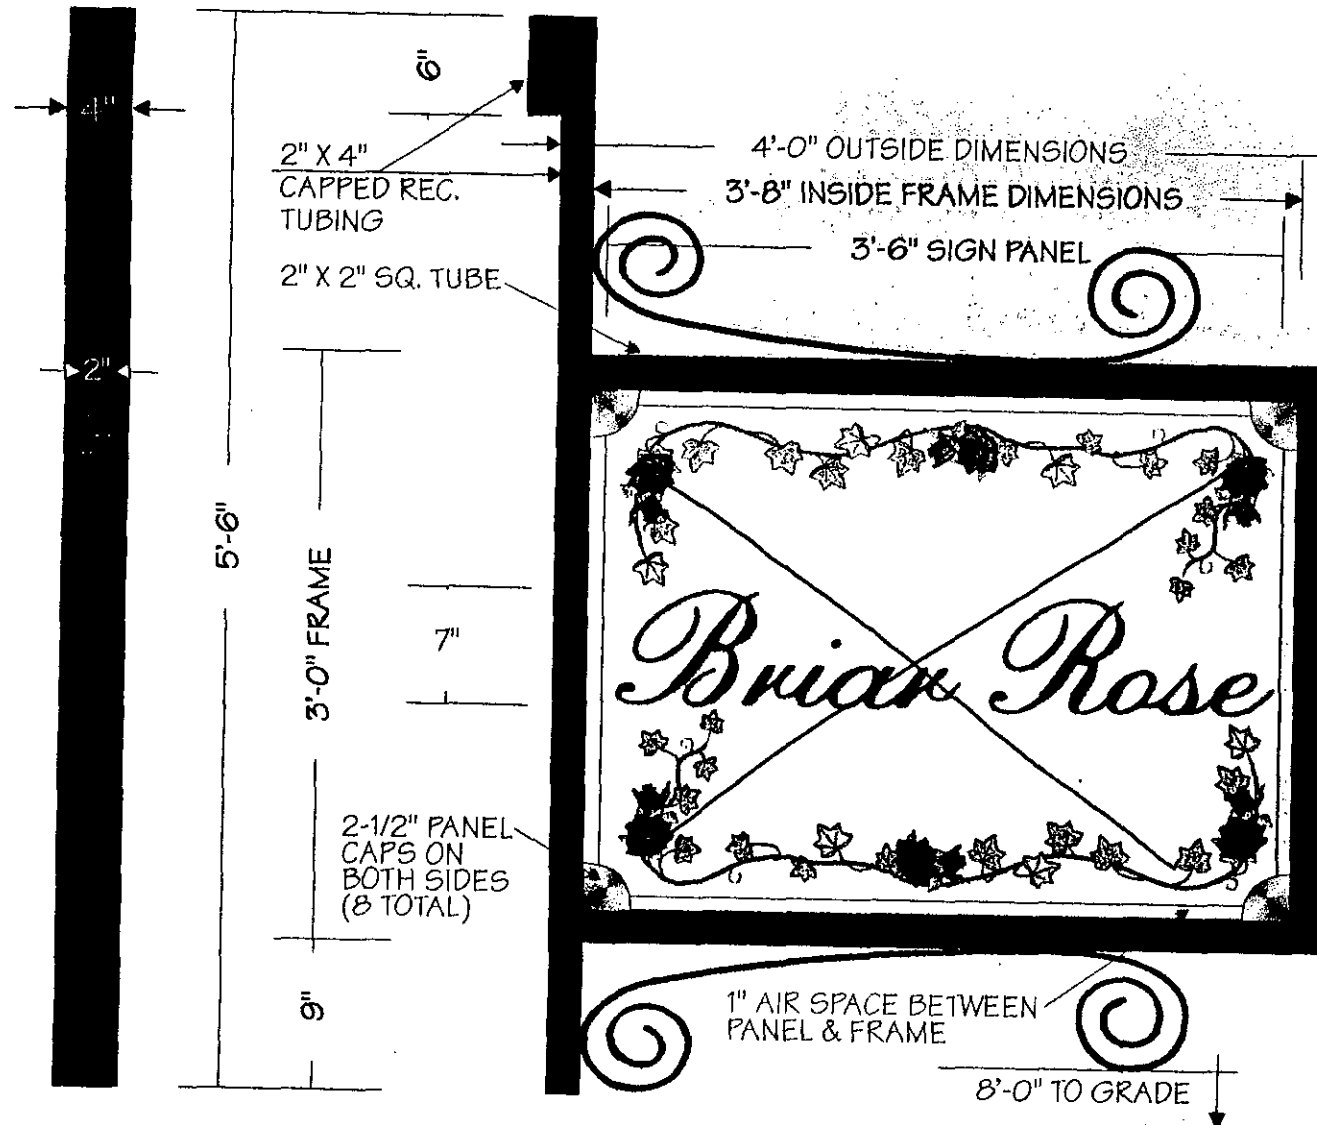 4"
6"
2" X 4"
CAPPED REC.
TUBING
4'-0" OUTSIDE DIMENSIONS
3'-8" INSIDE FRAME DIMENSIONS
3'-6" SIGN PANEL
2" X 2" SQ. TUBE
2"
5'-6"
3'-0" FRAME
7"
Briar Rose
2-1/2" PANEL
CAPS ON
BOTH SIDES
(8 TOTAL)
9"
1" AIR SPACE BETWEEN
PANEL & FRAME
8'-0" TO GRADE